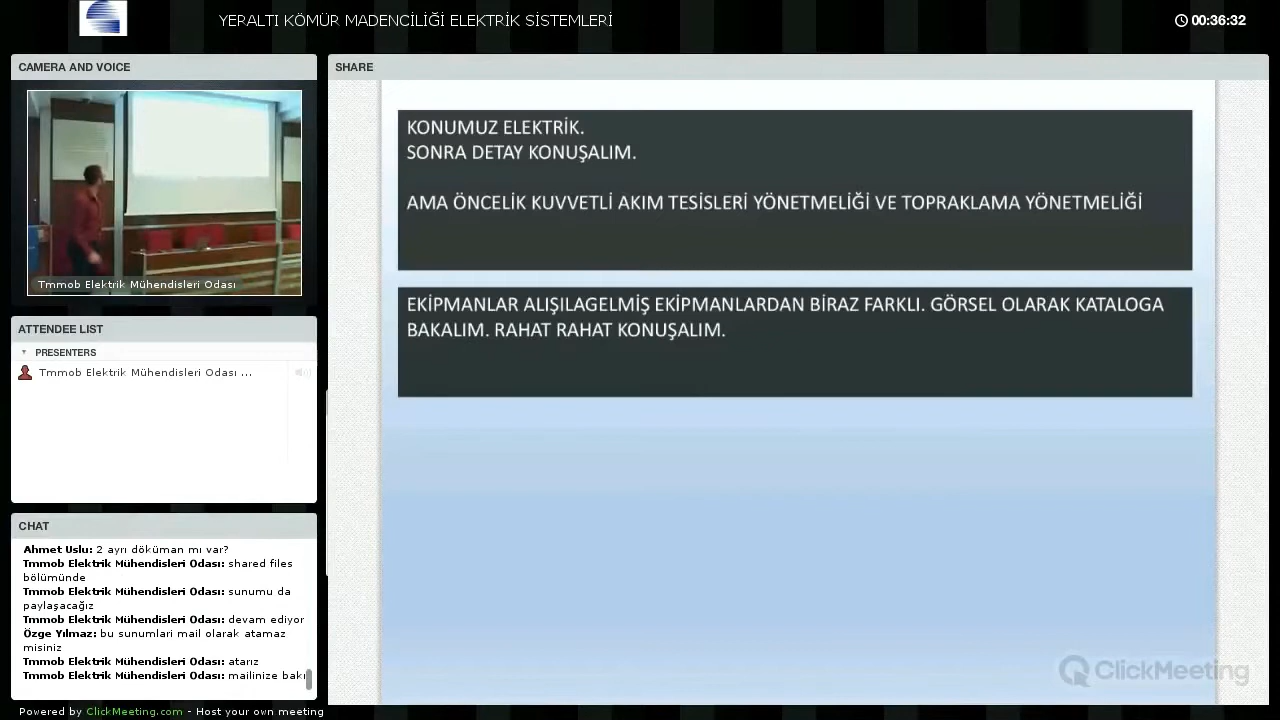 YERALTI KÖMÜR MADENCİLİĞİ ELEKTRİK SİSTEMLERİ
00:36:32
CAMERA AND VOICE
Tmmob Elektrik Mühendisleri Odası
ATTENDEE LIST
PRESENTERS
Tmmob Elektrik Mühendisleri Odası ...
CHAT
Ahmet Uslu: 2 ayrı döküman mı var?
Tmmob Elektrik Mühendisleri Odası: shared files
bölümünde
Tmmob Elektrik Mühendisleri Odası: sunumu da
paylaşacağız
Tmmob Elektrik Mühendisleri Odası: devam ediyor
Özge Yılmaz: bu sunumlari mail olarak atamaz
misiniz
Tmmob Elektrik Mühendisleri Odası: atarız
Tmmob Elektrik Mühendisleri Odası: mailinize bakı
Powered by ClickMeeting.com - Host your own meeting
SHARE
KONUMUZ ELEKTRİK.
SONRA DETAY KONUŞALIM.
AMA ÖNCELİK KUVVETLİ AKIM TESİSLERİ YÖNETMELİĞİ VE TOPRAKLAMA YÖNETMELİĞİ
EKİPMANLAR ALIŞILAGELMİŞ EKİPMANLARDAN BİRAZ FARKLI. GÖRSEL OLARAK KATALOGA
BAKALIM. RAHAT RAHAT KONUŞALIM.
ClickMeeting